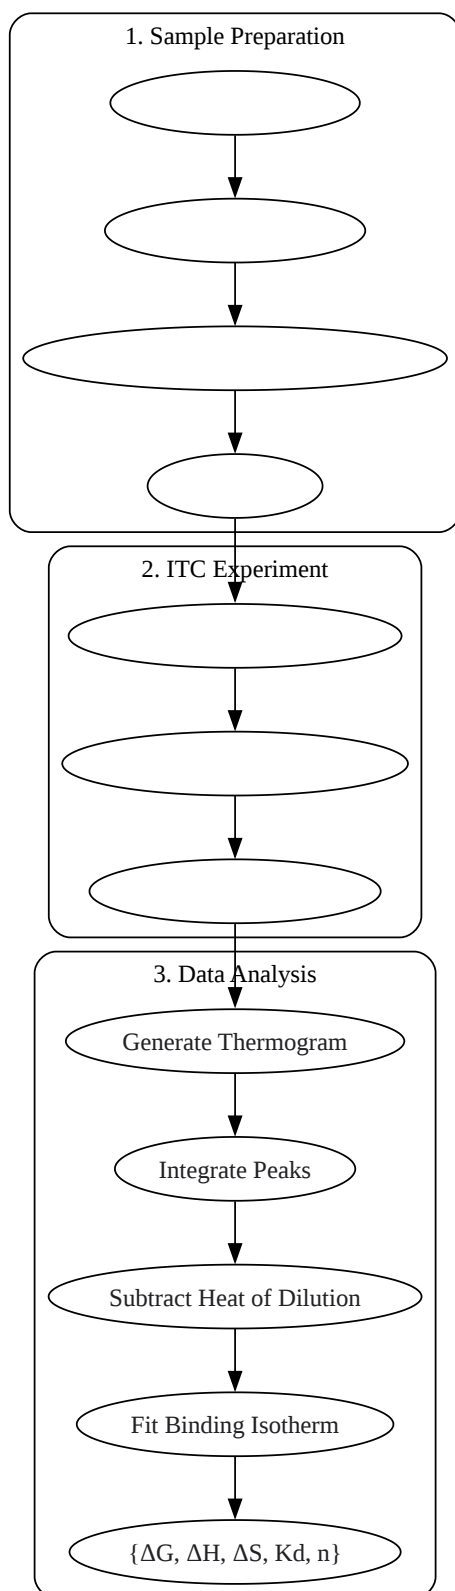 1. Sample Preparation
2. ITC Experiment
3. Data Analysis
Generate Thermogram
Integrate Peaks
Subtract Heat of Dilution
Fit Binding Isotherm
{ΔG, ΔH, ΔS, Kd, n}